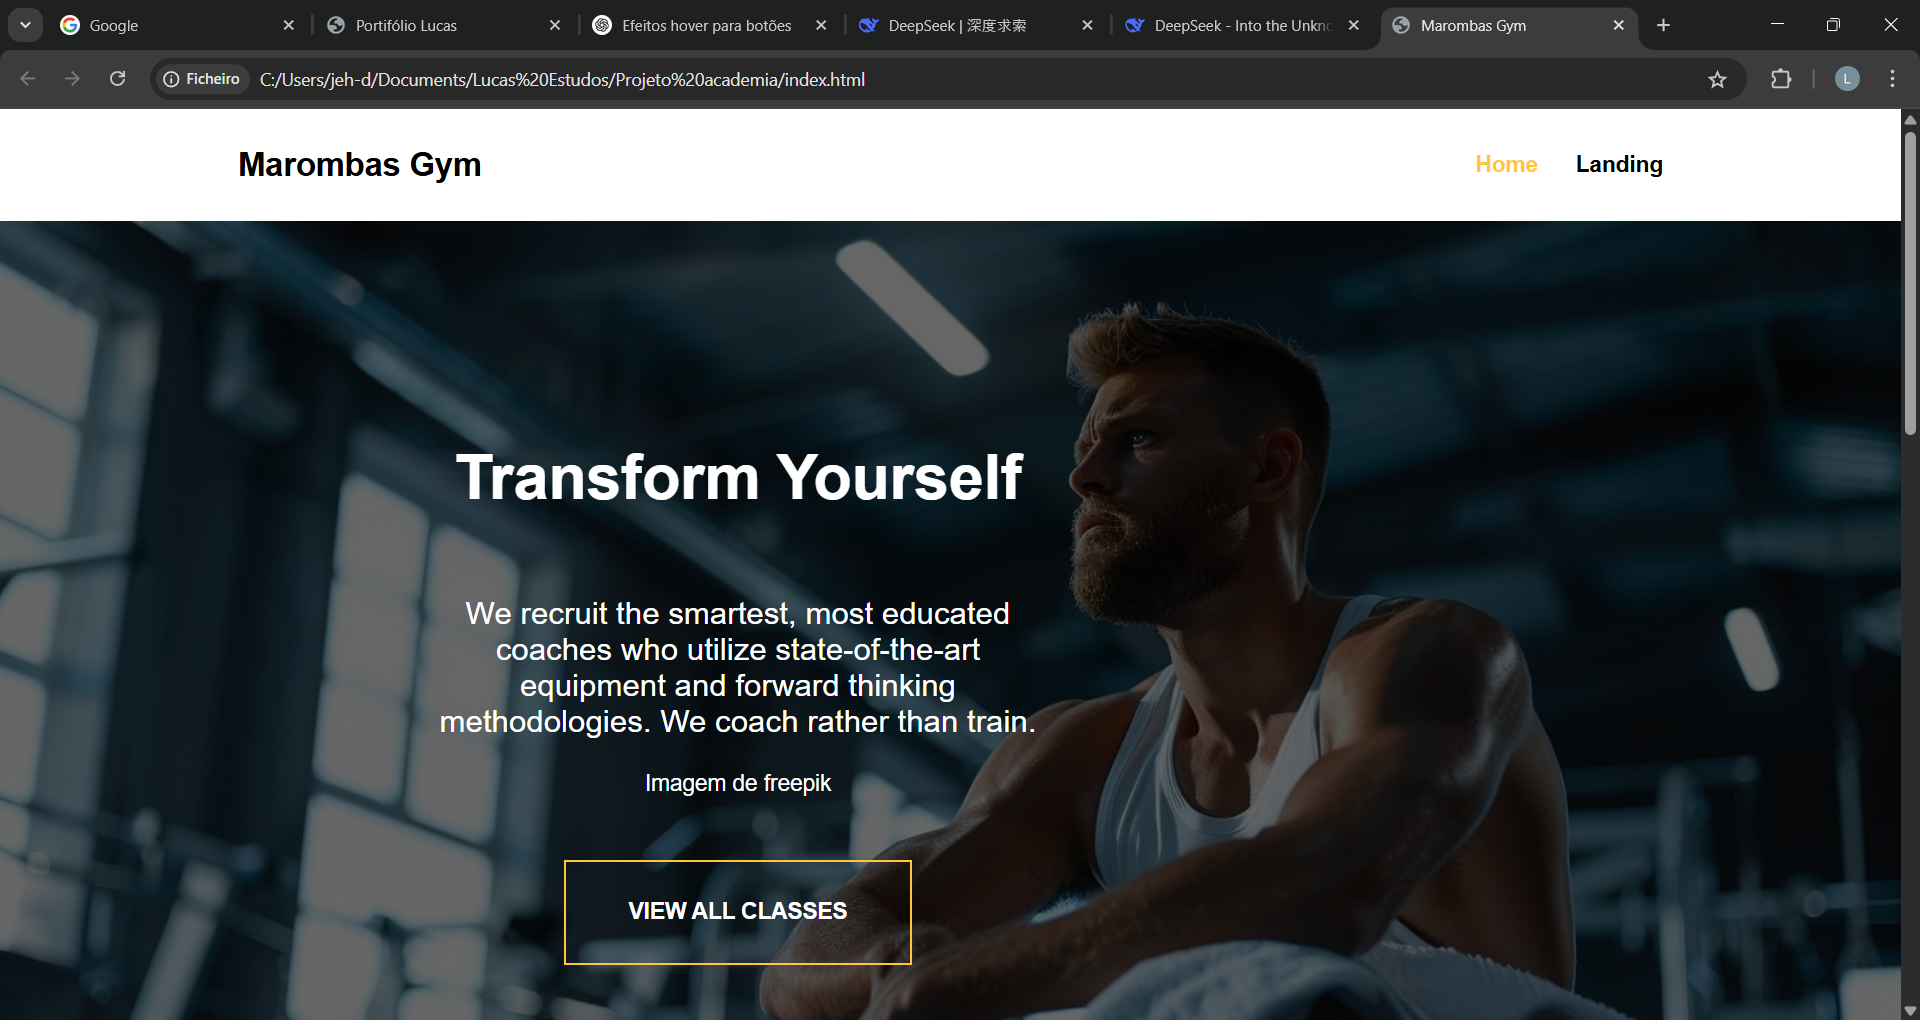 Google
Portifólio Lucas
Efeitos hover para botões
DeepSeek | 深度求索
DeepSeek - Into the Unkno
Marombas Gym
Ficheiro
C:/Users/jeh-d/Documents/Lucas%20Estudos/Projeto%20academia/index.html
L
Marombas Gym
Home
Landing
Transform Yourself
We recruit the smartest, most educated
coaches who utilize state-of-the-art
equipment and forward thinking
methodologies. We coach rather than train.
Imagem de freepik
VIEW ALL CLASSES